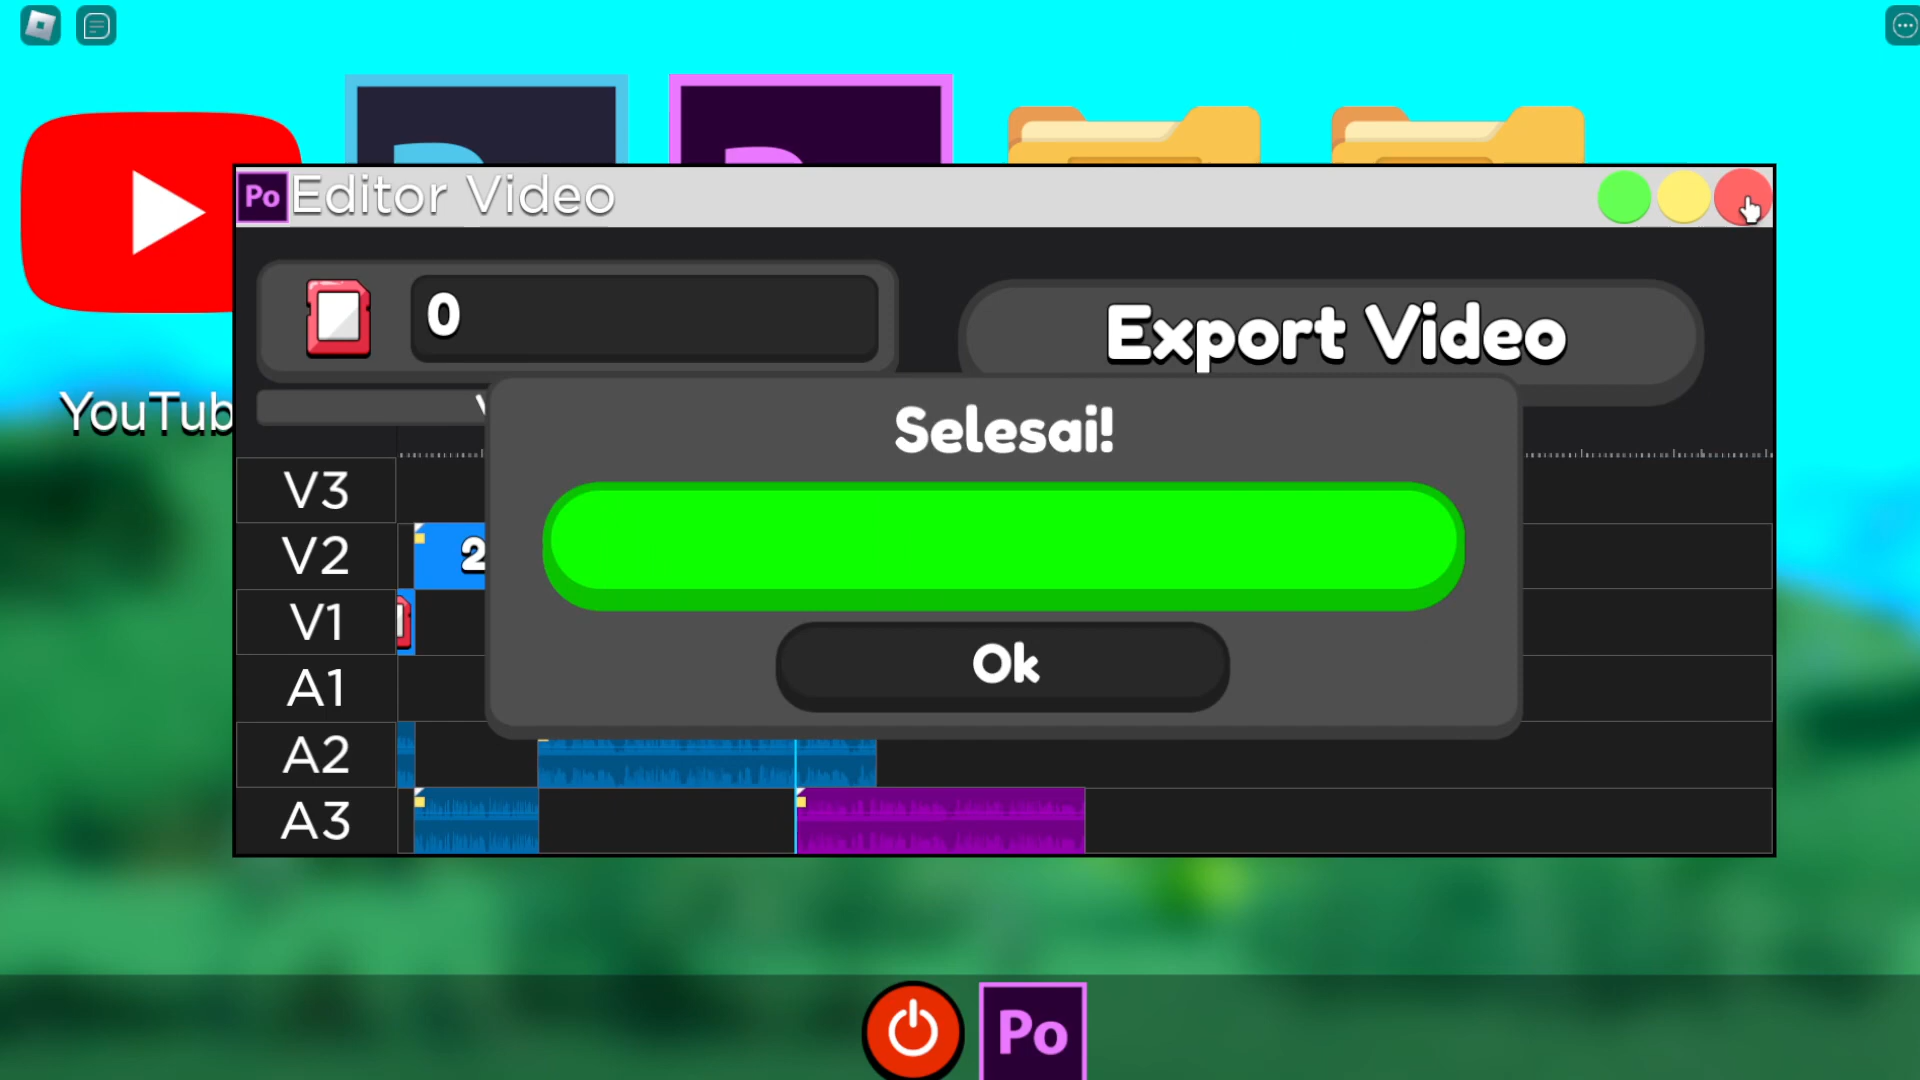 Po Editor Video
0
Export Video
YouTub
Selesai!
V3
V2
2
V1
Ok
A1
A2
A3
Po